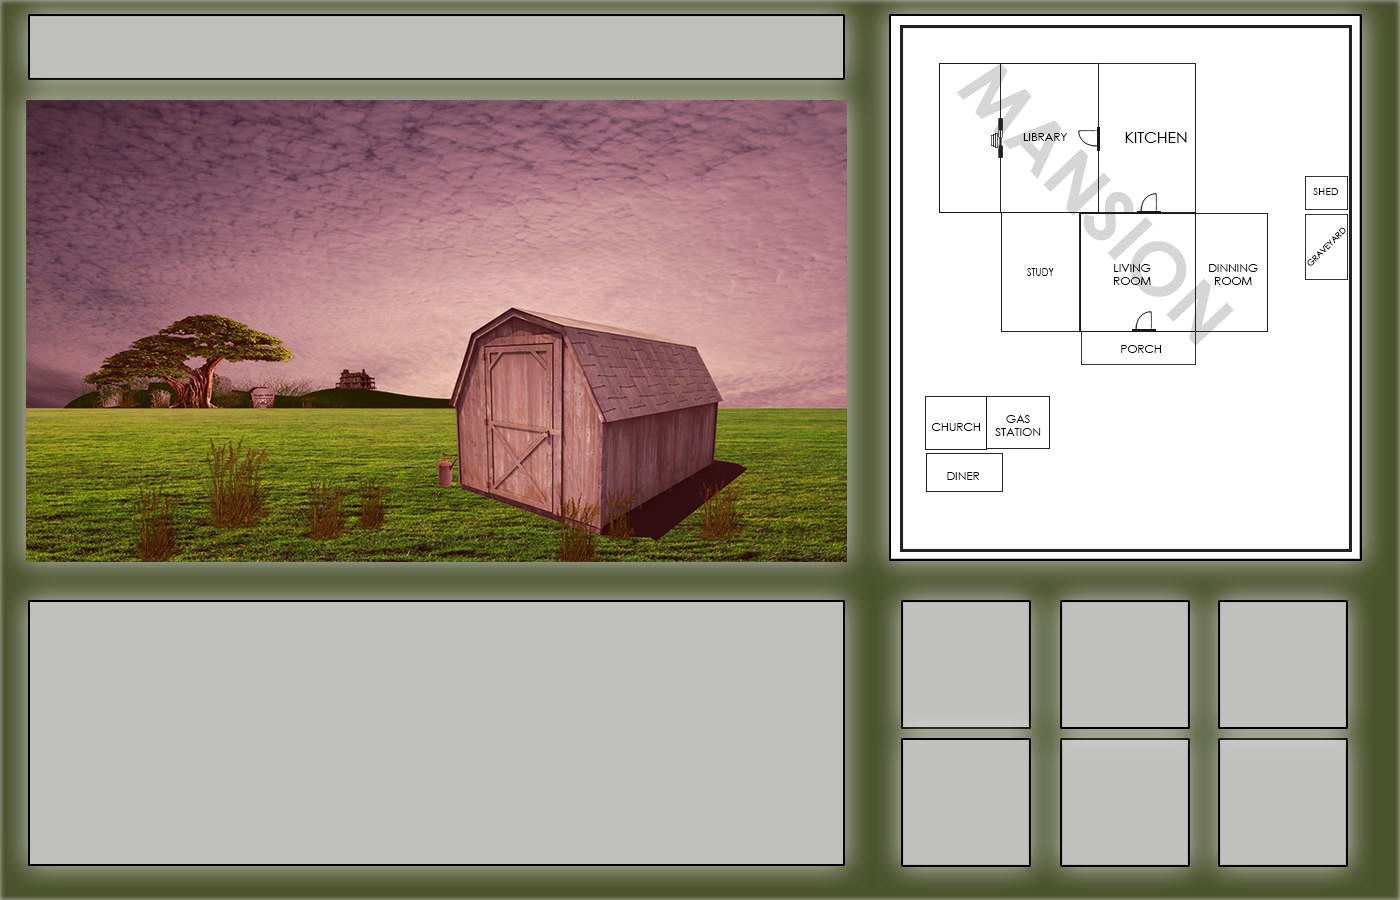 MANSION
LIBRARY
KITCHEN
SHED
GRAVEYARD
STUDY
LIVING
ROOM
DINNING
ROOM
PORCH
CHURCH
GAS
STATION
DINER